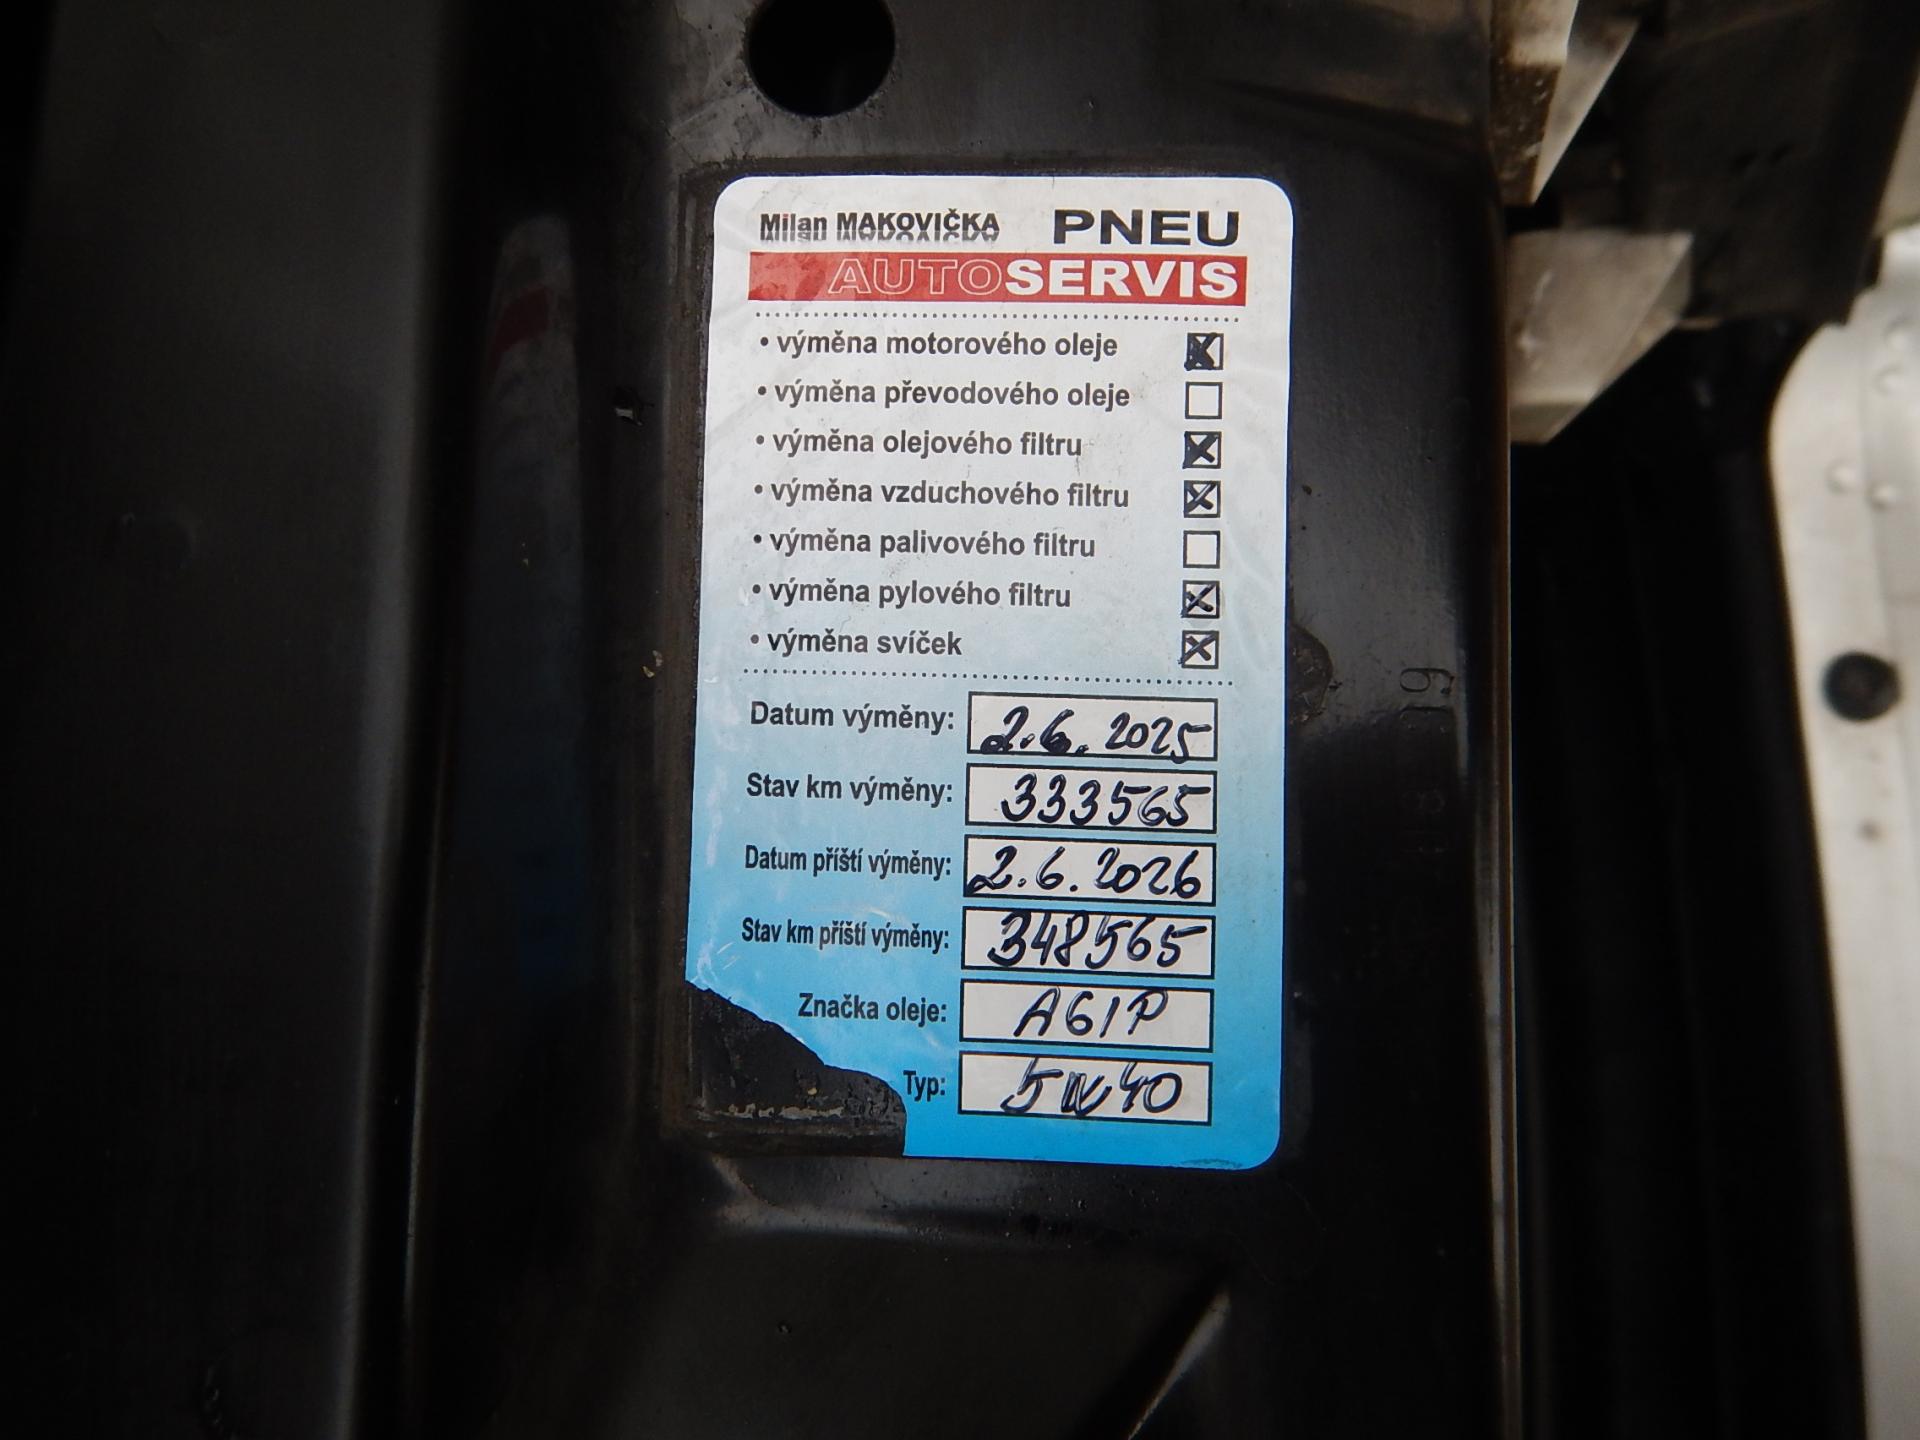 Milan MAKOVIČKA PNEU
AUTOSERVIS
• výměna motorového oleje
• výměna převodového oleje
• výměna olejového filtru
• výměna vzduchového filtru
• výměna palivového filtru
• výměna pylového filtru
• výměna svíček
Datum výměny: 2.6.2025
Stav km výměny: 333565
Datum příští výměny: 2.6.2026
Stav km příští výměny: 348565
Značka oleje: AGIP
Typ: 5W40